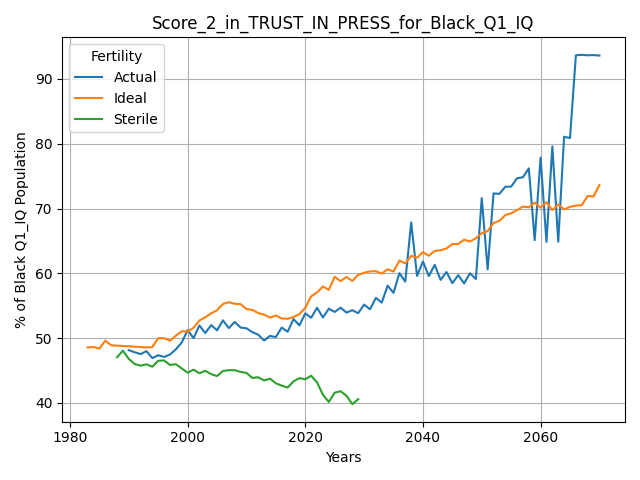 Score_2_in_TRUST_IN_PRESS_for_Black_Q1_IQ
Fertility
Actual
Ideal
Sterile
% of Black Q1_IQ Population
90
80
70
60
50
40
1980
2000
2020
2040
2060
Years